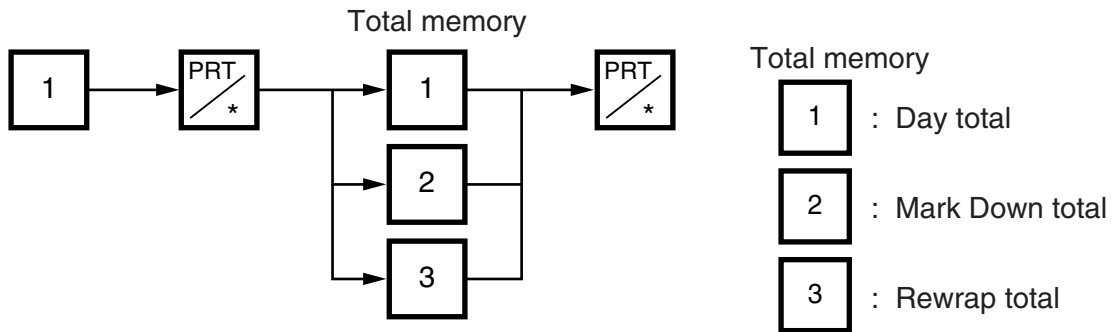 Total memory
1
PRT
*
1
PRT
*
2
3
Total memory
1 : Day total
2 : Mark Down total
3 : Rewrap total